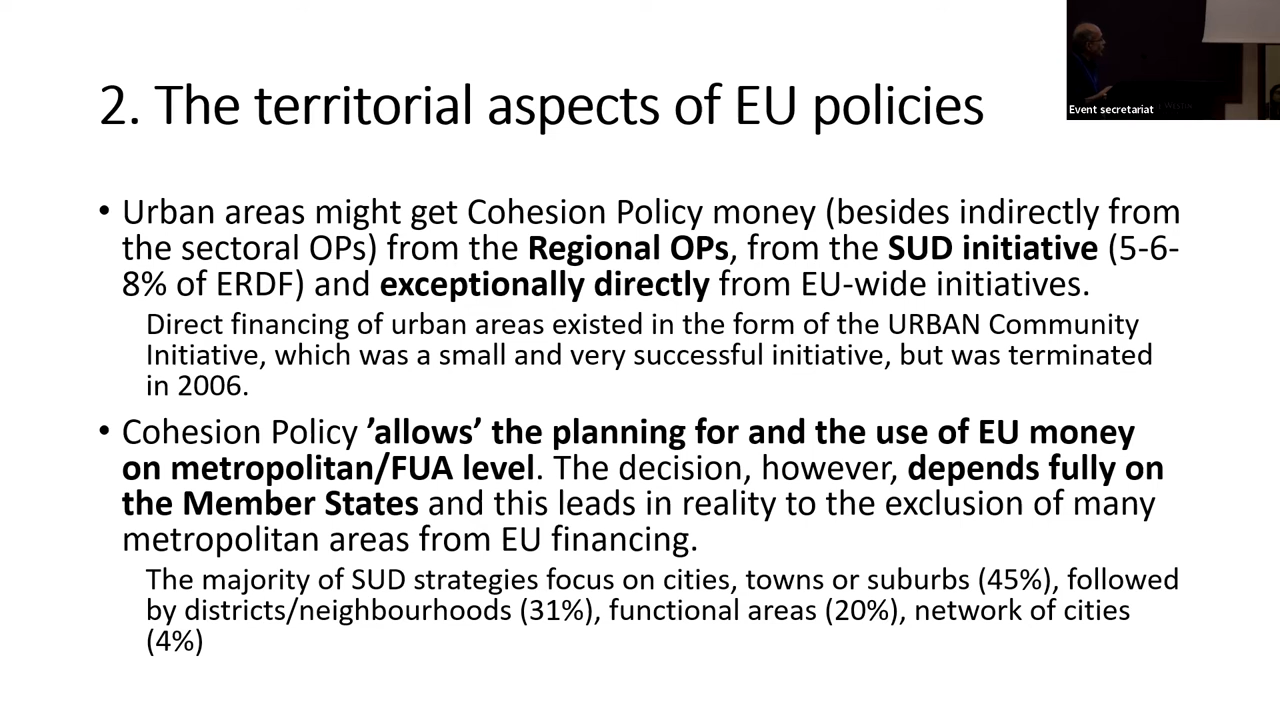 2. The territorial aspects of EU policies
Event secretariat
• Urban areas might get Cohesion Policy money (besides indirectly from
the sectoral OPs) from the Regional OPs, from the SUD initiative (5-6-
8% of ERDF) and exceptionally directly from EU-wide initiatives.
Direct financing of urban areas existed in the form of the URBAN Community
Initiative, which was a small and very successful initiative, but was terminated
in 2006.
• Cohesion Policy ’allows’ the planning for and the use of EU money
on metropolitan/FUA level. The decision, however, depends fully on
the Member States and this leads in reality to the exclusion of many
metropolitan areas from EU financing.
The majority of SUD strategies focus on cities, towns or suburbs (45%), followed
by districts/neighbourhoods (31%), functional areas (20%), network of cities
(4%)